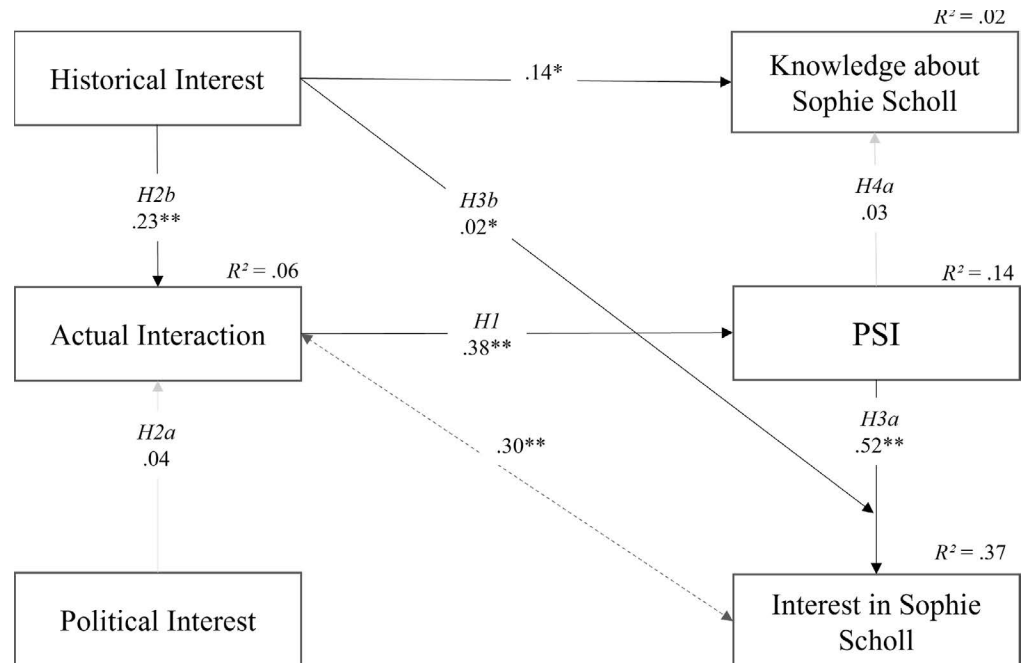 R² = .02
Historical Interest
.14*
Knowledge about
Sophie Scholl
H2b
.23**
H3b
.02*
H4a
.03
R² = .06
R² = .14
Actual Interaction
H1
.38**
PSI
H2a
.04
.30**
H3a
.52**
R² = .37
Political Interest
Interest in Sophie
Scholl